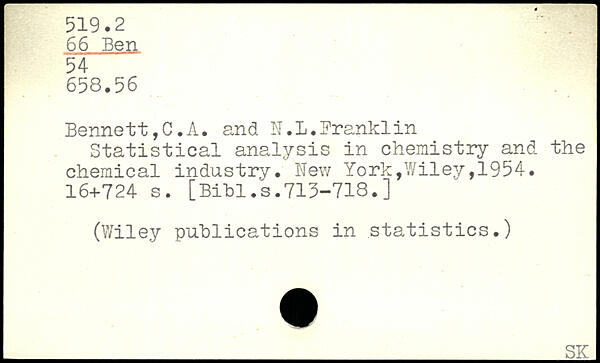 519.2
66 Ben
54
658.56
Bennett,C.A. and N.L.Franklin
Statistical analysis in chemistry and the
chemical industry. New York,Wiley,1954.
16+724 s. [Bibl.s.713-718.]
(Wiley publications in statistics.)
SK